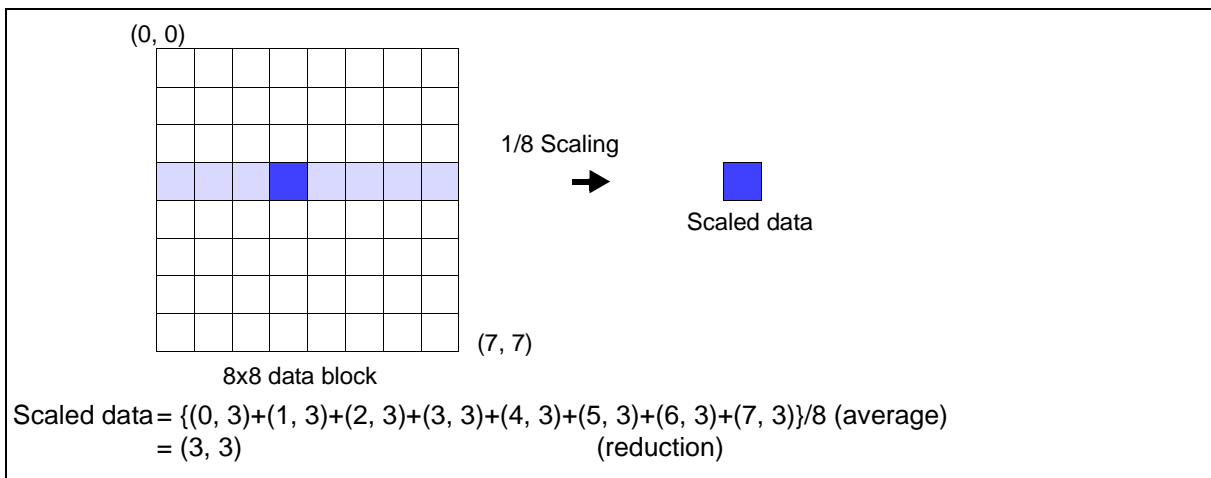 (0, 0)
1/8 Scaling
Scaled data
(7, 7)
8x8 data block
Scaled data = {(0, 3)+(1, 3)+(2, 3)+(3, 3)+(4, 3)+(5, 3)+(6, 3)+(7, 3)}/8 (average)
= (3, 3) (reduction)